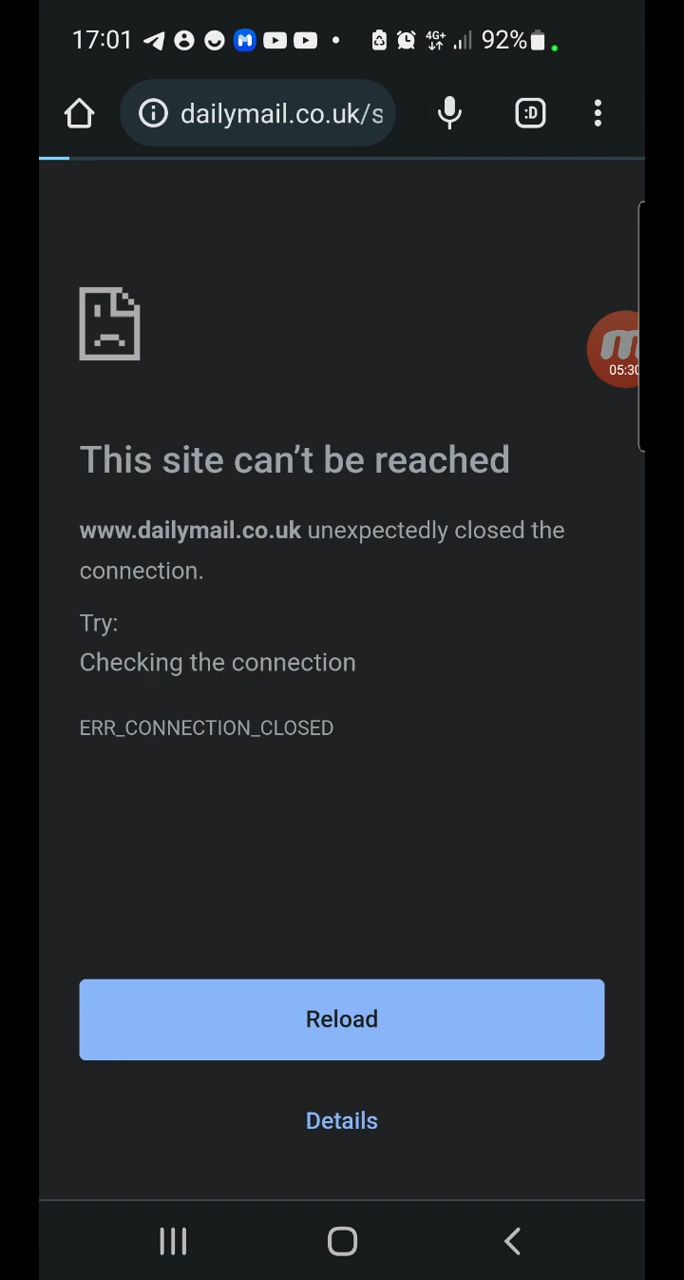 17:01 4G+ 92%
dailymail.co.uk/s :D
05:30
This site can’t be reached
www.dailymail.co.uk unexpectedly closed the
connection.
Try:
Checking the connection
ERR_CONNECTION_CLOSED
Reload
Details